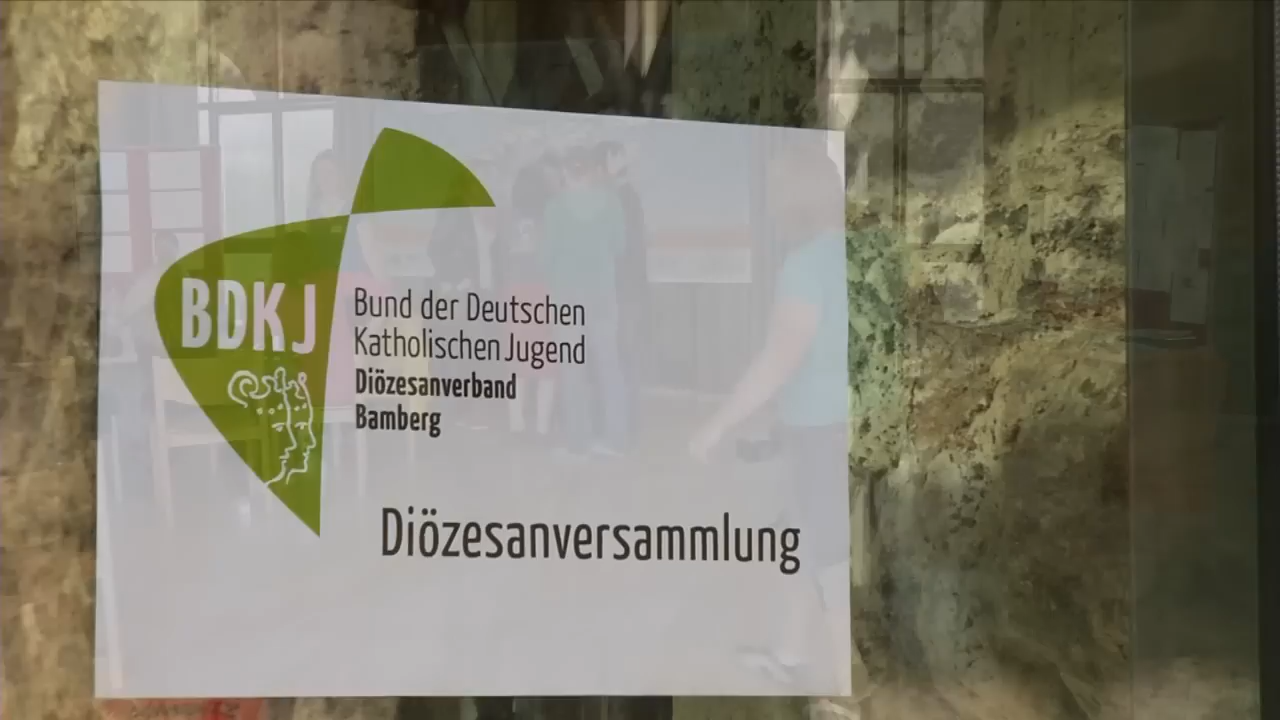 BDKJ
Bund der Deutschen
Katholischen Jugend
Diözesanverband
Bamberg
Diözesanversammlung